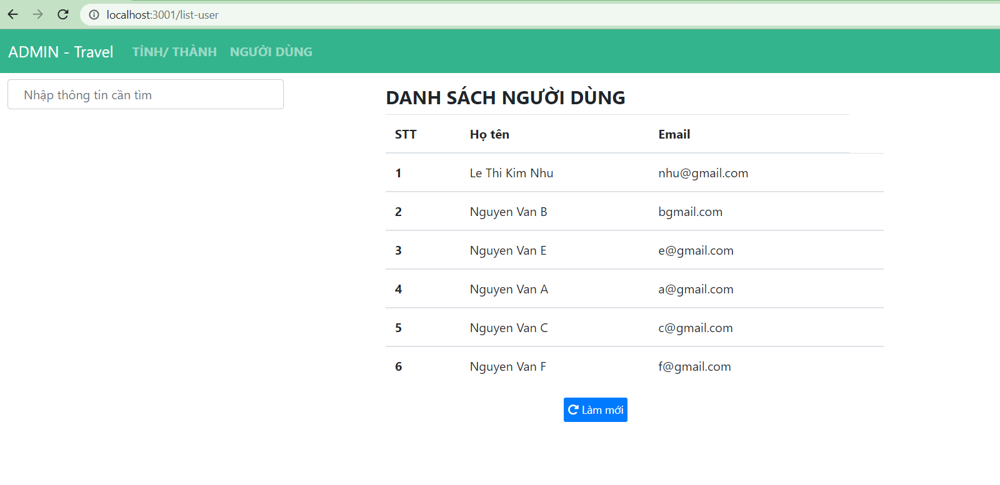 localhost:3001/list-user
ADMIN - Travel TỈNH/ THÀNH NGƯỜI DÙNG
Nhập thông tin cần tìm
DANH SÁCH NGƯỜI DÙNG
STT Họ tên Email
1 Le Thi Kim Nhu nhu@gmail.com
2 Nguyen Van B bgmail.com
3 Nguyen Van E e@gmail.com
4 Nguyen Van A a@gmail.com
5 Nguyen Van C c@gmail.com
6 Nguyen Van F f@gmail.com
Làm mới